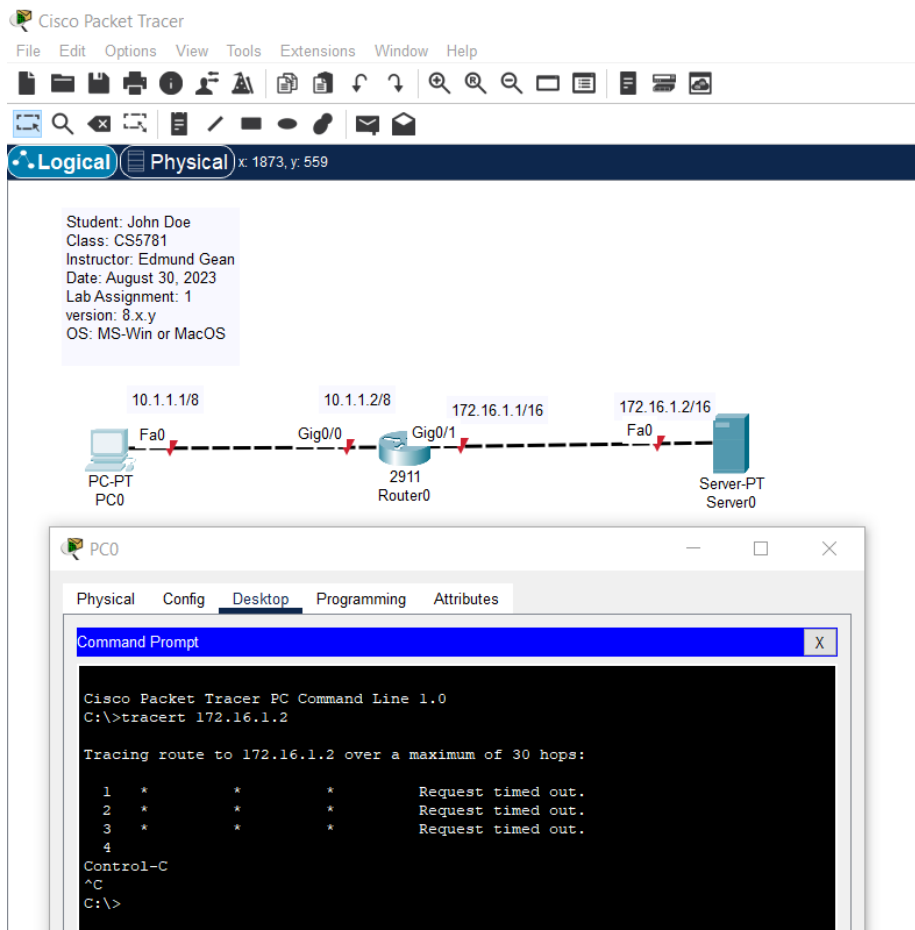 Cisco Packet Tracer
File Edit Options View Tools Extensions Window Help
Logical Physical x: 1873, y: 559
Student: John Doe
Class: CS5781
Instructor: Edmund Gean
Date: August 30, 2023
Lab Assignment: 1
version: 8.x.y
OS: MS-Win or MacOS
10.1.1.1/8 10.1.1.2/8 172.16.1.1/16 172.16.1.2/16
Fa0 Gig0/0 Gig0/1 Fa0
PC-PT 2911 Server-PT
PC0 Router0 Server0
PC0
Physical Config Desktop Programming Attributes
Command Prompt X
Cisco Packet Tracer PC Command Line 1.0
C:\>tracert 172.16.1.2
Tracing route to 172.16.1.2 over a maximum of 30 hops:
1 * * * Request timed out.
2 * * * Request timed out.
3 * * * Request timed out.
4
Control-C
^C
C:\>